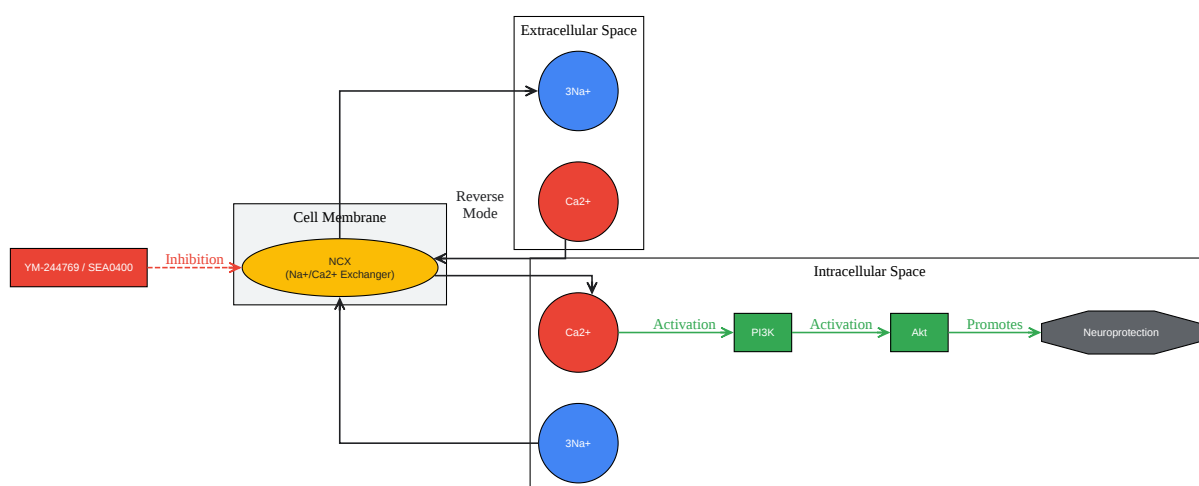 Extracellular Space
3Na+
Ca2+
Reverse
Mode
Cell Membrane
NCX
(Na+/Ca2+ Exchanger)
YM-244769 / SEA0400
Inhibition
Intracellular Space
Ca2+
Activation
PI3K
Activation
Akt
Promotes
Neuroprotection
3Na+